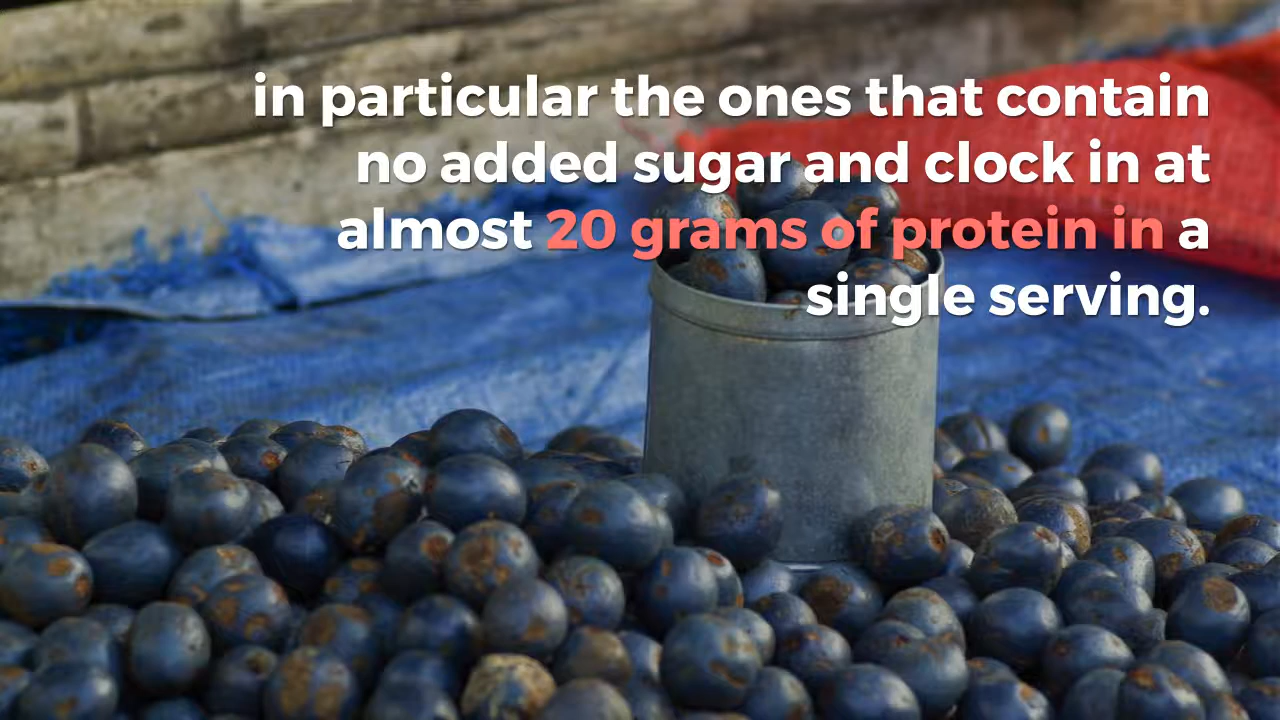 in particular the ones that contain
no added sugar and clock in at
almost 20 grams of protein in a
single serving.